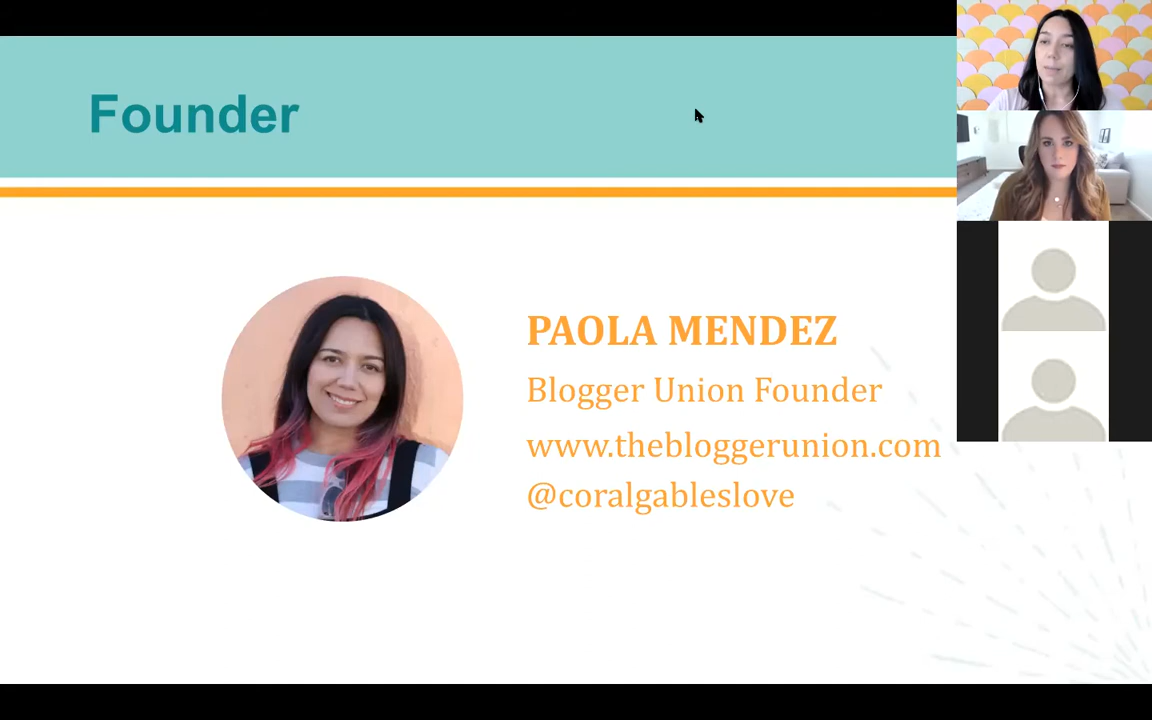 Founder
PAOLA MENDEZ
Blogger Union Founder
www.thebloggerunion.com
@coralgableslove